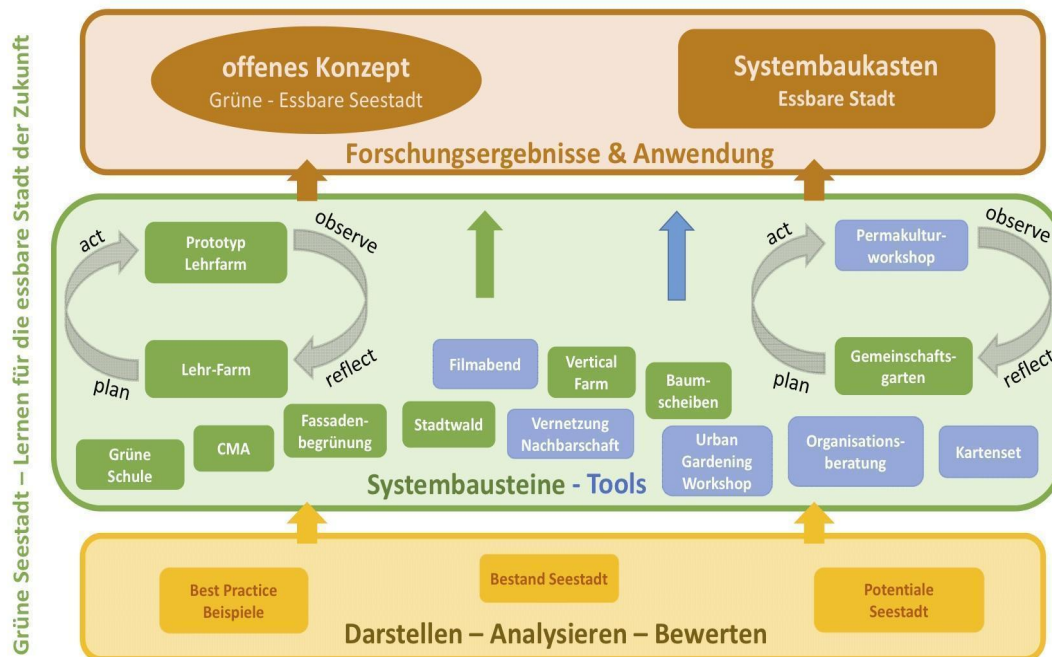 Grüne Seestadt – Lernen für die essbare Stadt der Zukunft
offenes Konzept
Grüne - Essbare Seestadt
Systembaukasten
Essbare Stadt
Forschungsergebnisse & Anwendung
act
Prototyp
Lehrfarm
observe
Lehr-Farm
plan
reflect
act
Permakultur-
workshop
observe
Gemeinschafts-
garten
plan
reflect
Filmabend
Vertical
Farm
Baum-
scheiben
Grüne
Schule
CMA
Fassaden-
begrünung
Stadtwald
Vernetzung
Nachbarschaft
Urban
Gardening
Workshop
Organisations-
beratung
Kartenset
Systembausteine - Tools
Best Practice
Beispiele
Bestand Seestadt
Potentiale
Seestadt
Darstellen – Analysieren – Bewerten